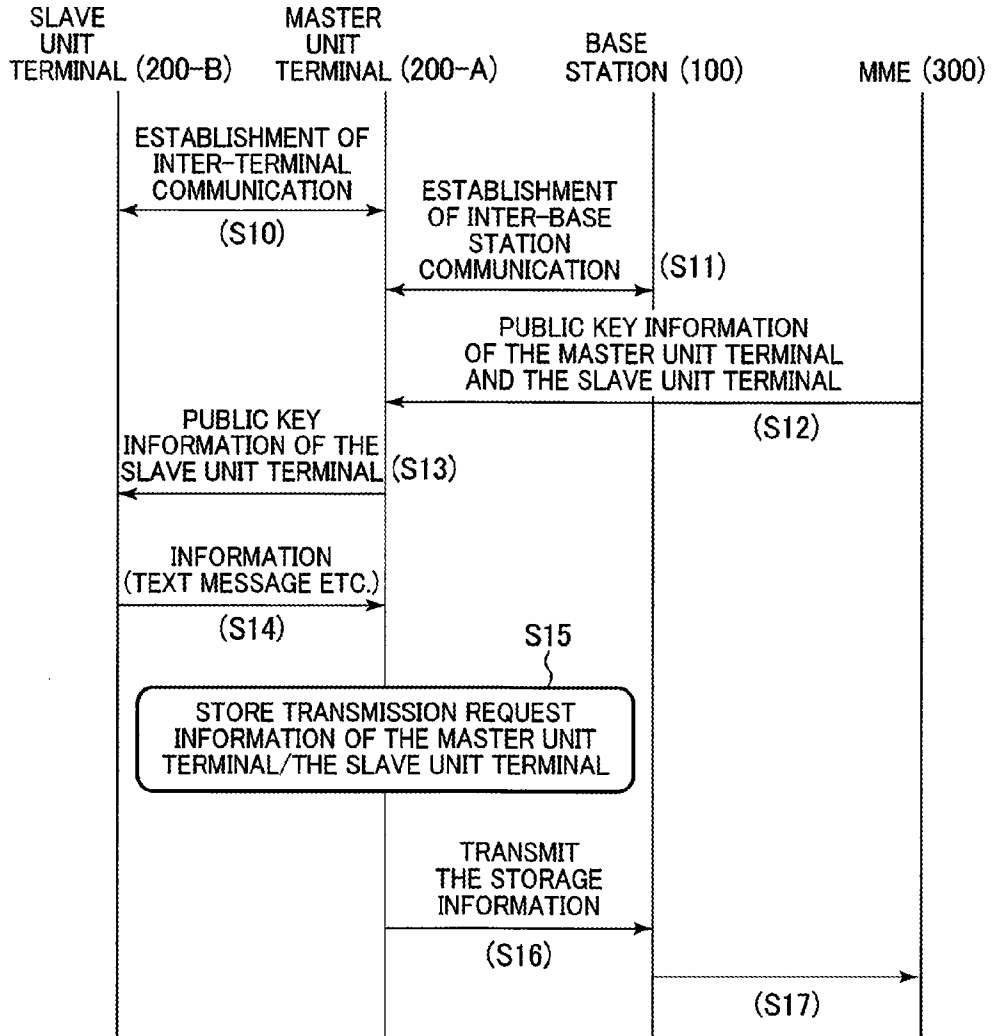 SLAVE
UNIT
TERMINAL (200-B)
MASTER
UNIT
TERMINAL (200-A)
BASE
STATION (100)
MME (300)
ESTABLISHMENT OF
INTER-TERMINAL
COMMUNICATION
(S10)
ESTABLISHMENT
OF INTER-BASE
STATION
COMMUNICATION
(S11)
PUBLIC KEY INFORMATION
OF THE MASTER UNIT TERMINAL
AND THE SLAVE UNIT TERMINAL
(S12)
PUBLIC KEY
INFORMATION OF THE
SLAVE UNIT TERMINAL
(S13)
INFORMATION
(TEXT MESSAGE ETC.)
(S14)
S15
STORE TRANSMISSION REQUEST
INFORMATION OF THE MASTER UNIT
TERMINAL/THE SLAVE UNIT TERMINAL
TRANSMIT
THE STORAGE
INFORMATION
(S16)
(S17)